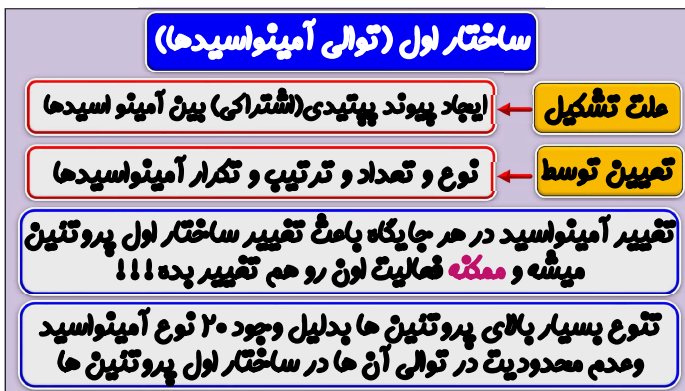 ساختار اول (توالی آمینواسیدها)
علت تشکیل ایجاد پیوند پپتیدی(اشتراکی) بین آمینو اسیدها
تعیین توسط نوع و تعداد و ترتیب و تکرار آمینواسیدها
تغییر آمینواسید در هر جایگاه باعث تغییر ساختار اول پروتئین
میشه و ممکنه فعالیت اون رو هم تغییر بده!!!
تنوع بسیار بالای پروتئین ها بدلیل وجود ۲۰ نوع آمینواسید
وعدم محدودیت در توالی آن ها در ساختار اول پروتئین ها